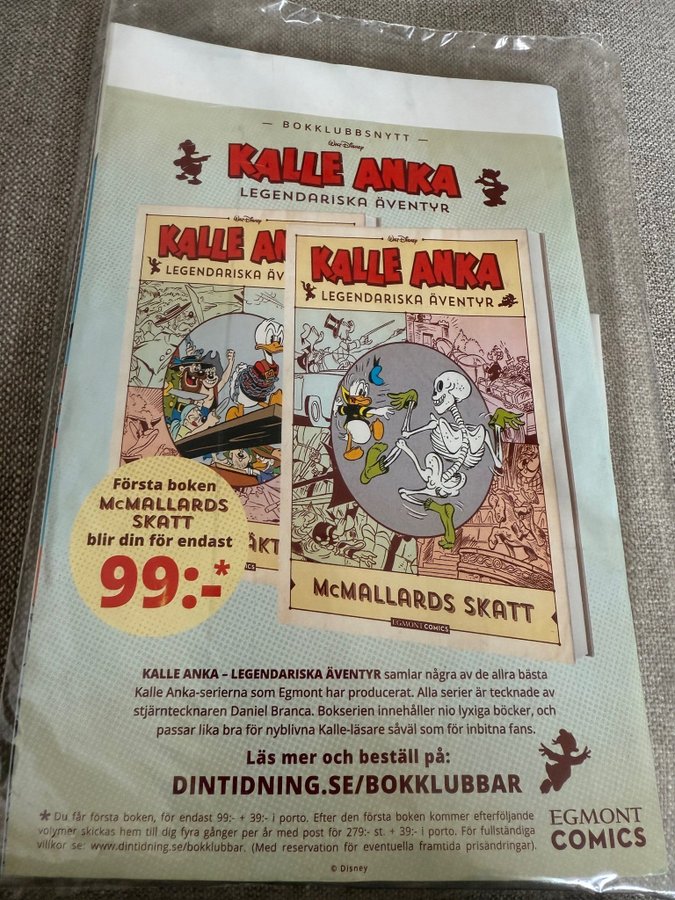 — BOKKLUBBSNYTT —
Walt Disney
KALLE ANKA
LEGENDARISKA ÄVENTYR
Walt Disney
KALLE AN
LEGENDARISKA ÄV
Walt Disney
KALLE ANKA
LEGENDARISKA ÄVENTYR
Första boken
McMALLARDS
SKATT
blir din för endast
99:-*
McMALLARDS SKATT
EGMONT COMICS
KALLE ANKA – LEGENDARISKA ÄVENTYR samlar några av de allra bästa
Kalle Anka-serierna som Egmont har producerat. Alla serier är tecknade av
stjärntecknaren Daniel Branca. Bokserien innehåller nio lyxiga böcker, och
passar lika bra för nyblivna Kalle-läsare såväl som för inbitna fans.
Läs mer och beställ på:
DINTIDNING.SE/BOKKLUBBAR
* Du får första boken, för endast 99:- + 39:- i porto. Efter den första boken kommer efterföljande
volymer skickas hem till dig fyra gånger per år med post för 279:- st. + 39:- i porto. För fullständiga
villkor se: www.dintidning.se/bokklubbar. (Med reservation för eventuella framtida prisändringar).
EGMONT
COMICS
© Disney